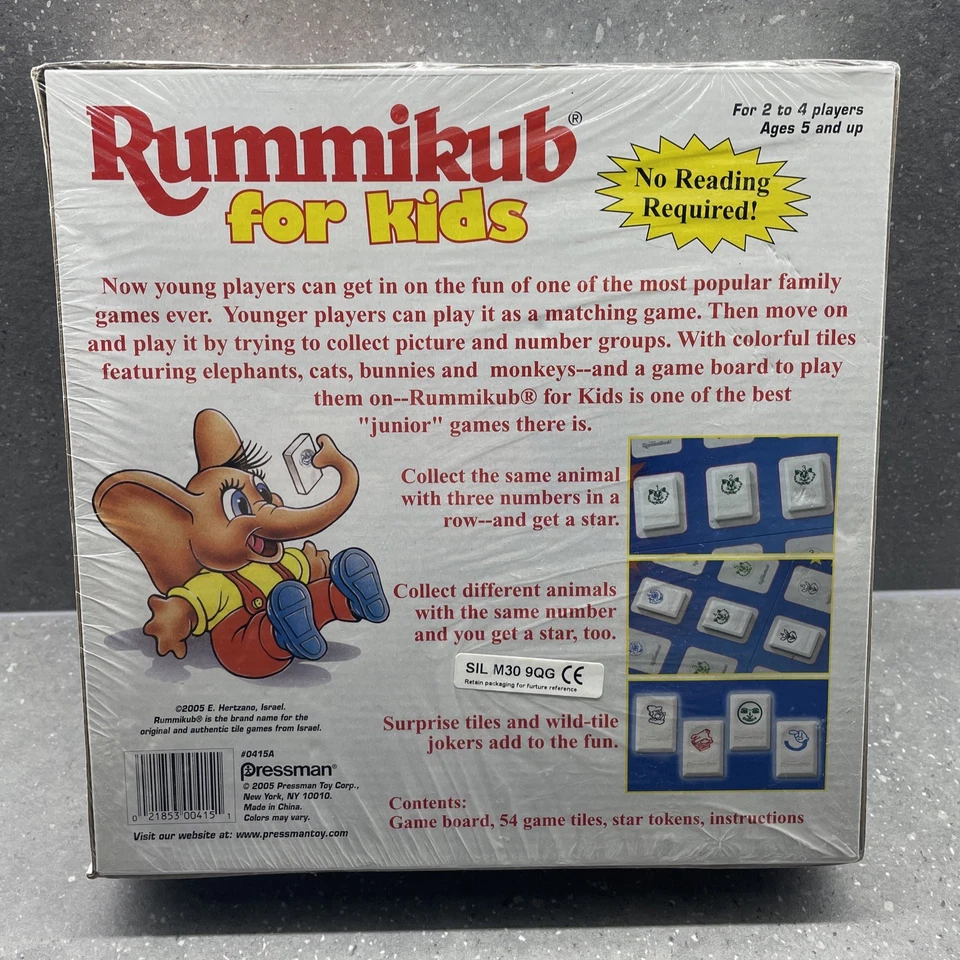 Rummikub®
for kids
For 2 to 4 players
Ages 5 and up
No Reading
Required!
Now young players can get in on the fun of one of the most popular family
games ever. Younger players can play it as a matching game. Then move on
and play it by trying to collect picture and number groups. With colorful tiles
featuring elephants, cats, bunnies and monkeys--and a game board to play
them on--Rummikub® for Kids is one of the best
"junior" games there is.
Collect the same animal
with three numbers in a
row--and get a star.
1
2
3
Collect different animals
with the same number
and you get a star, too.
SIL M30 9QG CE
Retain packaging for furture reference
Surprise tiles and wild-tile
jokers add to the fun.
©2005 E. Hertzano, Israel.
Rummikub® is the brand name for the
original and authentic tile games from Israel.
#0415A
Pressman®
© 2005 Pressman Toy Corp.,
New York, NY 10010.
Made in China.
Colors may vary.
0 21853 00415 1
Visit our website at: www.pressmantoy.com
Contents:
Game board, 54 game tiles, star tokens, instructions